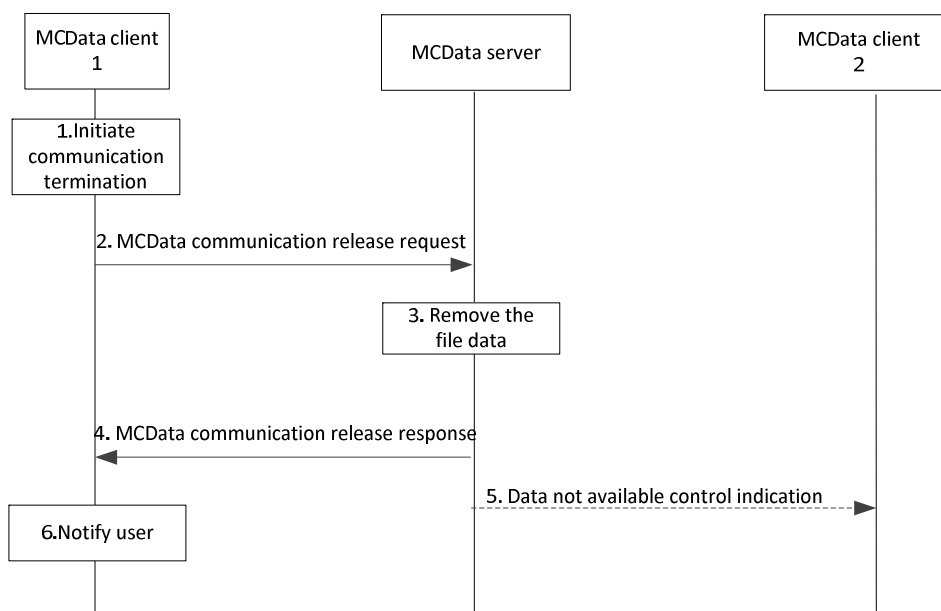 MCData client
1
MCData server
MCData client
2
1.Initiate
communication
termination
2. MCData communication release request
3. Remove the
file data
4. MCData communication release response
5. Data not available control indication
6.Notify user